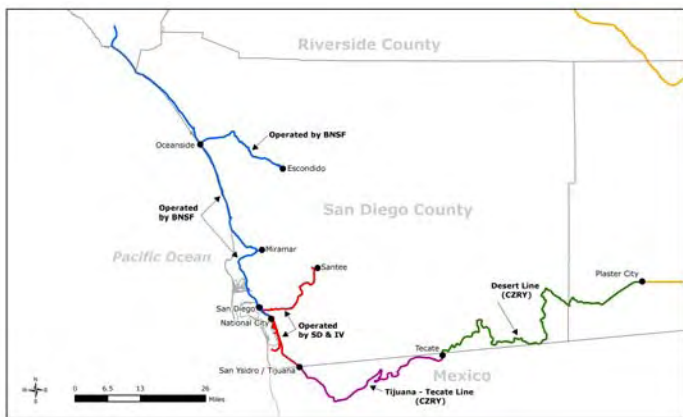 Riverside County
Operated by BNSF
Oceanside
Escondido
San Diego County
Operated
by BNSF
Pacific Ocean
Miramar
Santee
Plaster City
Desert Line
(CZRY)
San Diego
National City
Operated
by SD & IV
Tecate
San Ysidro / Tijuana
Mexico
Tijuana - Tecate Line
(CZRY)
0 6.5 13 26
Miles